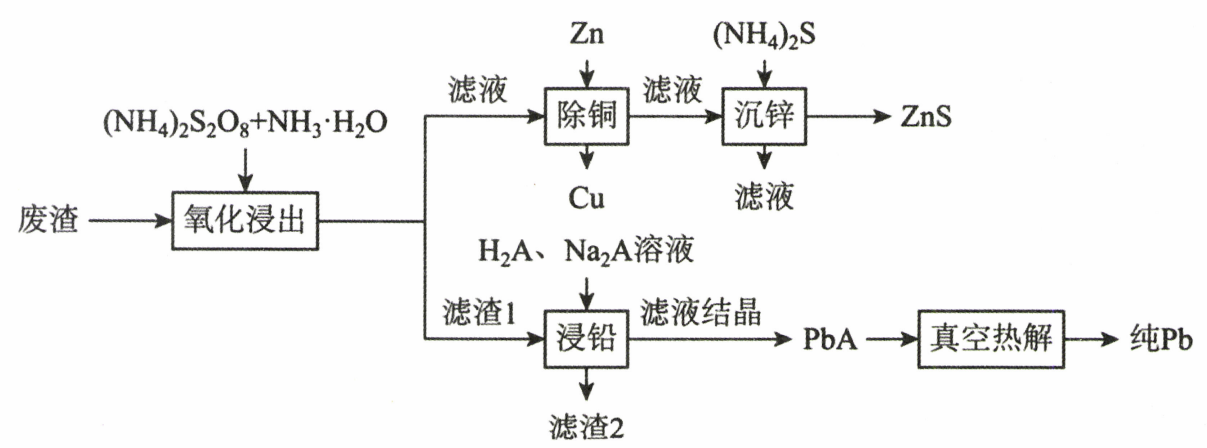 Zn
(NH₄)₂S
滤液
除铜
滤液
沉锌
ZnS
(NH₄)₂S₂O₈+NH₃·H₂O
Cu
滤液
废渣
氧化浸出
H₂A、Na₂A溶液
滤渣1
浸铅
滤液结晶
PbA
真空热解
纯Pb
滤渣2